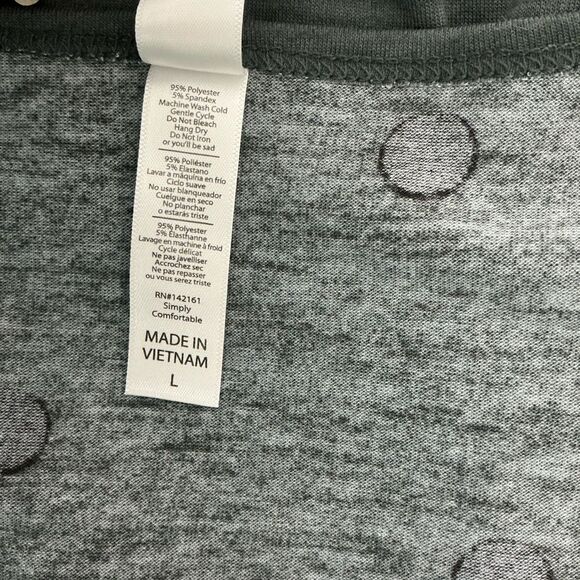 95% Polyester
5% Spandex
Machine Wash Cold
Gentle Cycle
Do Not Bleach
Hang Dry
Do Not Iron
or you'll be sad
95% Poliéster
5% Elastano
Lavar a máquina en frío
Ciclo suave
No usar blanqueador
Cuelgue en seco
No planchar
o estarás triste
95% Polyester
5% Élasthanne
Lavage en machine à froid
Cycle délicat
Ne pas javelliser
Accrochez sec
Ne pas repasser
ou vous serez triste
RN#142161
Simply
Comfortable
MADE IN
VIETNAM
L